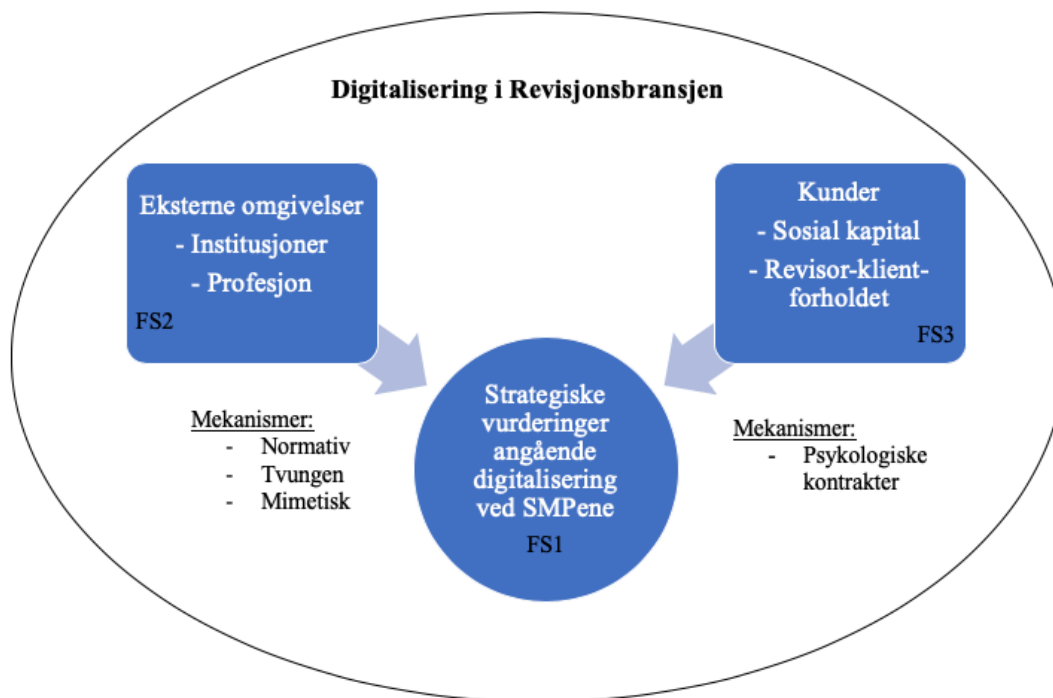 Digitalisering i Revisjonsbransjen
Eksterne omgivelser
- Institusjoner
- Profesjon
FS2
Kunder
- Sosial kapital
- Revisor-klient-
forholdet
FS3
Mekanismer:
- Normativ
- Tvungen
- Mimetisk
Strategiske
vurderinger
angående
digitalisering
ved SMPene
FS1
Mekanismer:
- Psykologiske
kontrakter